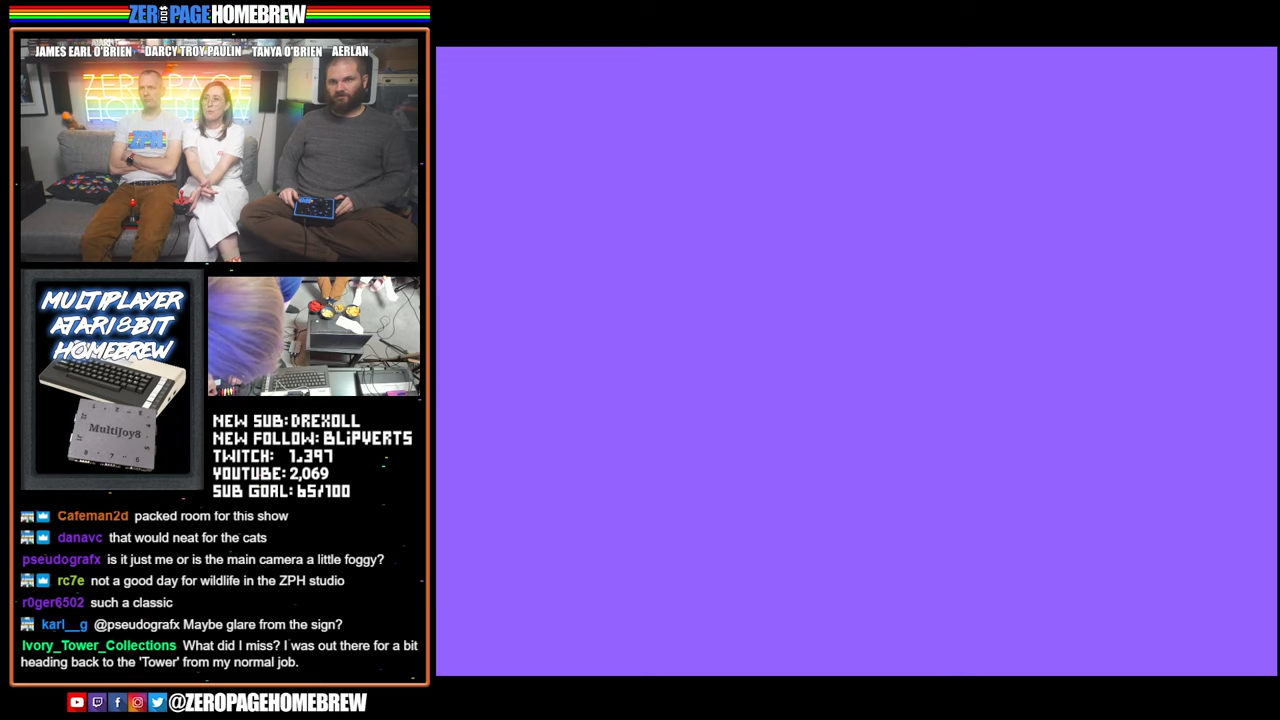 ZEROPAGEHOMEBREW
JAMES EARL O'BRIEN DARCY TROY PAULIN TANYA O'BRIEN AERLAN
ZERO PAGE
HOMEBREW
ZPH
MULTIPLAYER
ATARI 8 BIT
HOMEBREW
MultiJoy8
NEW SUB: DREXOLL
NEW FOLLOW: BLiPVERTS
TWITCH: 1,397
YOUTUBE: 2,069
SUB GOAL: 65/100
Cafeman2d packed room for this show
danavc that would neat for the cats
pseudografx is it just me or is the main camera a little foggy?
rc7e not a good day for wildlife in the ZPH studio
r0ger6502 such a classic
karl__g @pseudografx Maybe glare from the sign?
Ivory_Tower_Collections What did I miss? I was out there for a bit
heading back to the 'Tower' from my normal job.
@ZEROPAGEHOMEBREW